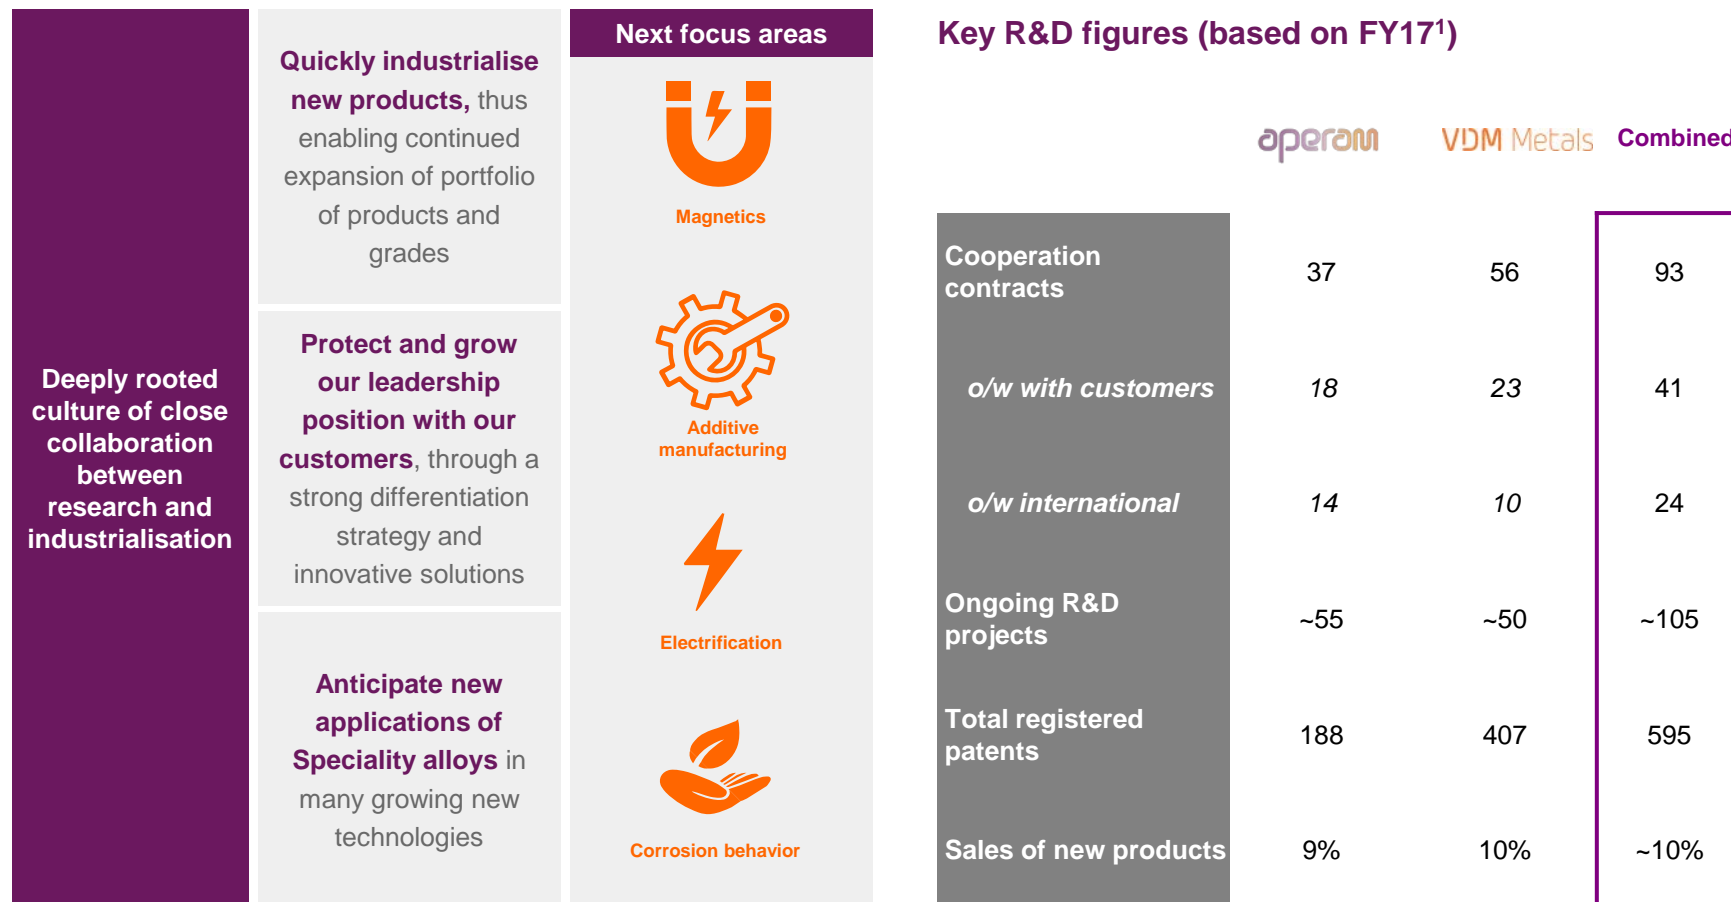 Deeply rooted
culture of close
collaboration
between
research and
industrialisation
Quickly industrialise
new products, thus
enabling continued
expansion of portfolio
of products and
grades
Protect and grow
our leadership
position with our
customers, through a
strong differentiation
strategy and
innovative solutions
Anticipate new
applications of
Speciality alloys in
many growing new
technologies
Next focus areas
Magnetics
Additive
manufacturing
Electrification
Corrosion behavior
Key R&D figures (based on FY17¹)
aperam VDM Metals Combined
Cooperation
contracts
37 56 93
o/w with customers 18 23 41
o/w international 14 10 24
Ongoing R&D
projects
~55 ~50 ~105
Total registered
patents
188 407 595
Sales of new products 9% 10% ~10%